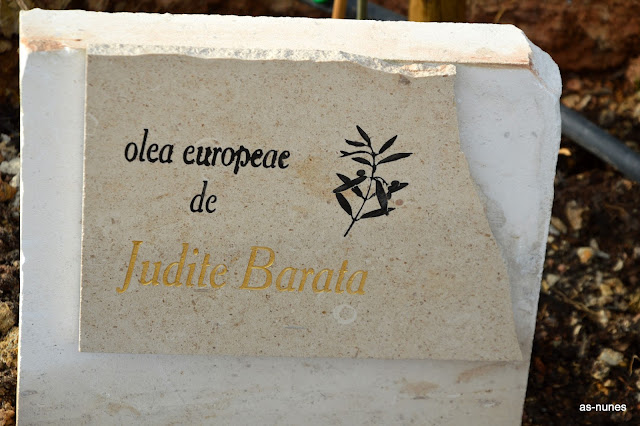 olea europeae
de
Judite Barata
as-nunes